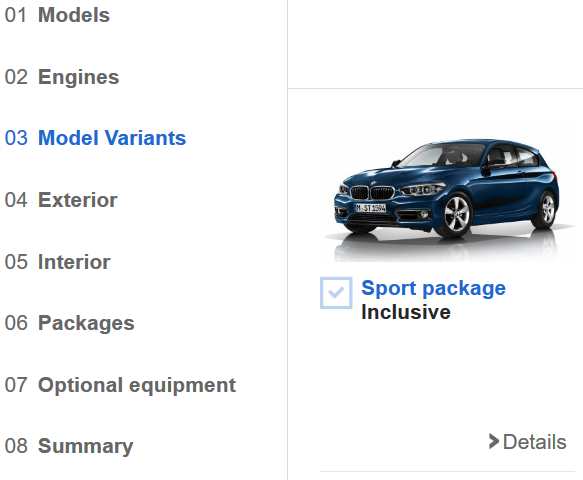 01 Models
02 Engines
03 Model Variants
04 Exterior
05 Interior
06 Packages
07 Optional equipment
08 Summary
M·ST 1594
Sport package
Inclusive
Details